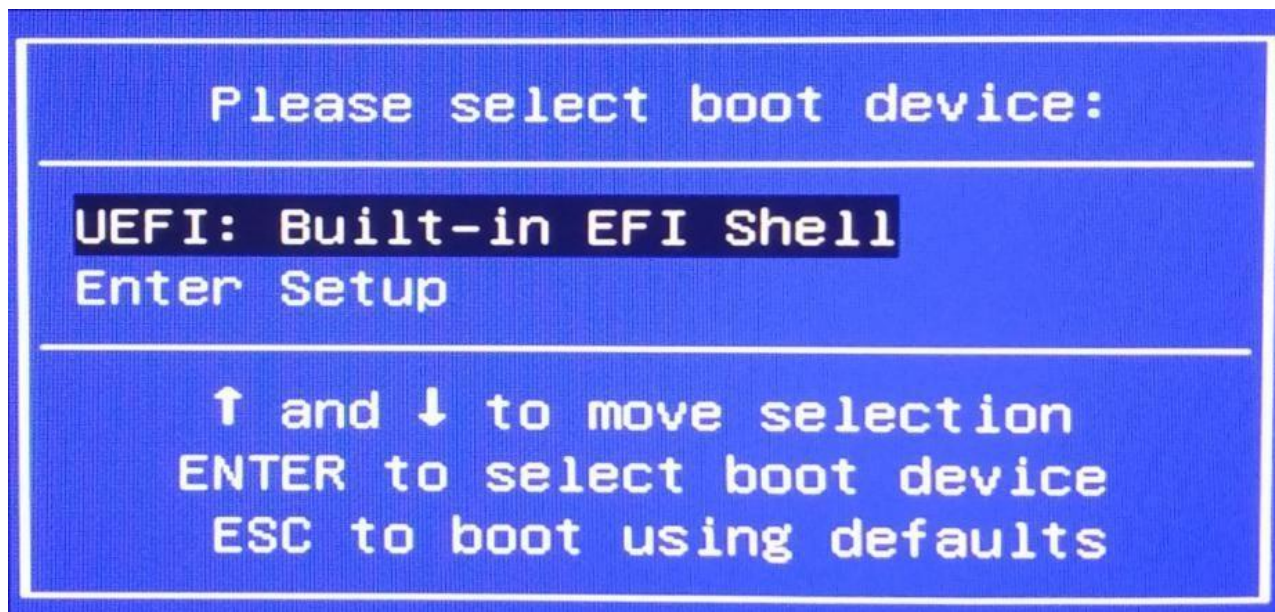 Please select boot device:
UEFI: Built-in EFI Shell
Enter Setup
↑ and ↓ to move selection
ENTER to select boot device
ESC to boot using defaults